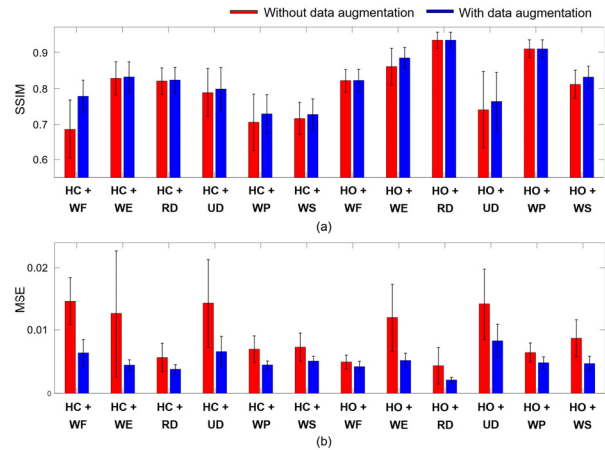 Without data augmentation With data augmentation
(a)
0.9
0.8
0.7
0.6
SSIM
HC + HC + HC + HC + HC + HC + HO + HO + HO + HO + HO + HO +
WF WE RD UD WP WS WF WE RD UD WP WS
(a)
(b)
0.02
0.01
0
MSE
HC + HC + HC + HC + HC + HC + HO + HO + HO + HO + HO + HO +
WF WE RD UD WP WS WF WE RD UD WP WS
(b)